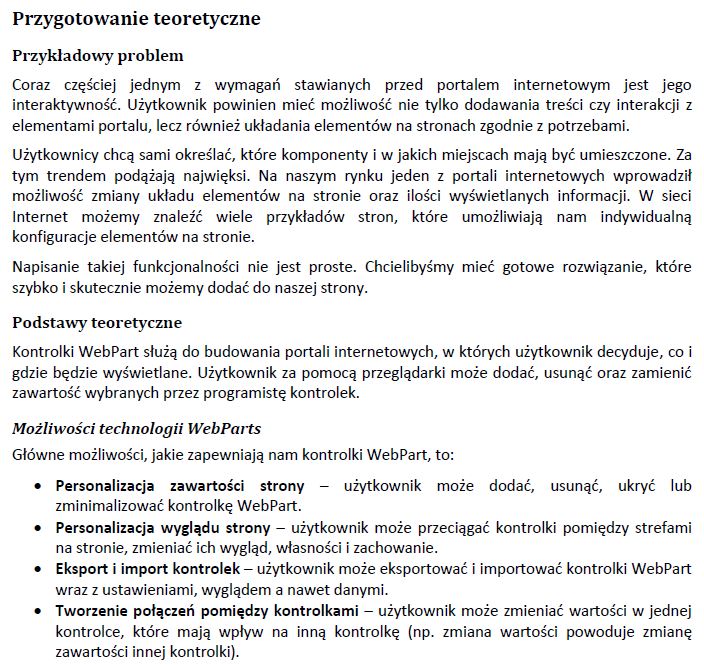 Przygotowanie teoretyczne
Przykładowy problem
Coraz częściej jednym z wymagań stawianych przed portalem internetowym jest jego
interaktywność. Użytkownik powinien mieć możliwość nie tylko dodawania treści czy interakcji z
elementami portalu, lecz również układania elementów na stronach zgodnie z potrzebami.
Użytkownicy chcą sami określać, które komponenty i w jakich miejscach mają być umieszczone. Za
tym trendem podążają najwięksi. Na naszym rynku jeden z portali internetowych wprowadził
możliwość zmiany układu elementów na stronie oraz ilości wyświetlanych informacji. W sieci
Internet możemy znaleźć wiele przykładów stron, które umożliwiają nam indywidualną
konfiguracje elementów na stronie.
Napisanie takiej funkcjonalności nie jest proste. Chcielibyśmy mieć gotowe rozwiązanie, które
szybko i skutecznie możemy dodać do naszej strony.
Podstawy teoretyczne
Kontrolki WebPart służą do budowania portali internetowych, w których użytkownik decyduje, co i
gdzie będzie wyświetlane. Użytkownik za pomocą przeglądarki może dodać, usunąć oraz zamienić
zawartość wybranych przez programistę kontrolek.
Możliwości technologii WebParts
Główne możliwości, jakie zapewniają nam kontrolki WebPart, to:
• Personalizacja zawartości strony – użytkownik może dodać, usunąć, ukryć lub
zminimalizować kontrolkę WebPart.
• Personalizacja wyglądu strony – użytkownik może przeciągać kontrolki pomiędzy strefami
na stronie, zmieniać ich wygląd, własności i zachowanie.
• Eksport i import kontrolek – użytkownik może eksportować i importować kontrolki WebPart
wraz z ustawieniami, wyglądem a nawet danymi.
• Tworzenie połączeń pomiędzy kontrolkami – użytkownik może zmieniać wartości w jednej
kontrolce, które mają wpływ na inną kontrolkę (np. zmiana wartości powoduje zmianę
zawartości innej kontrolki).